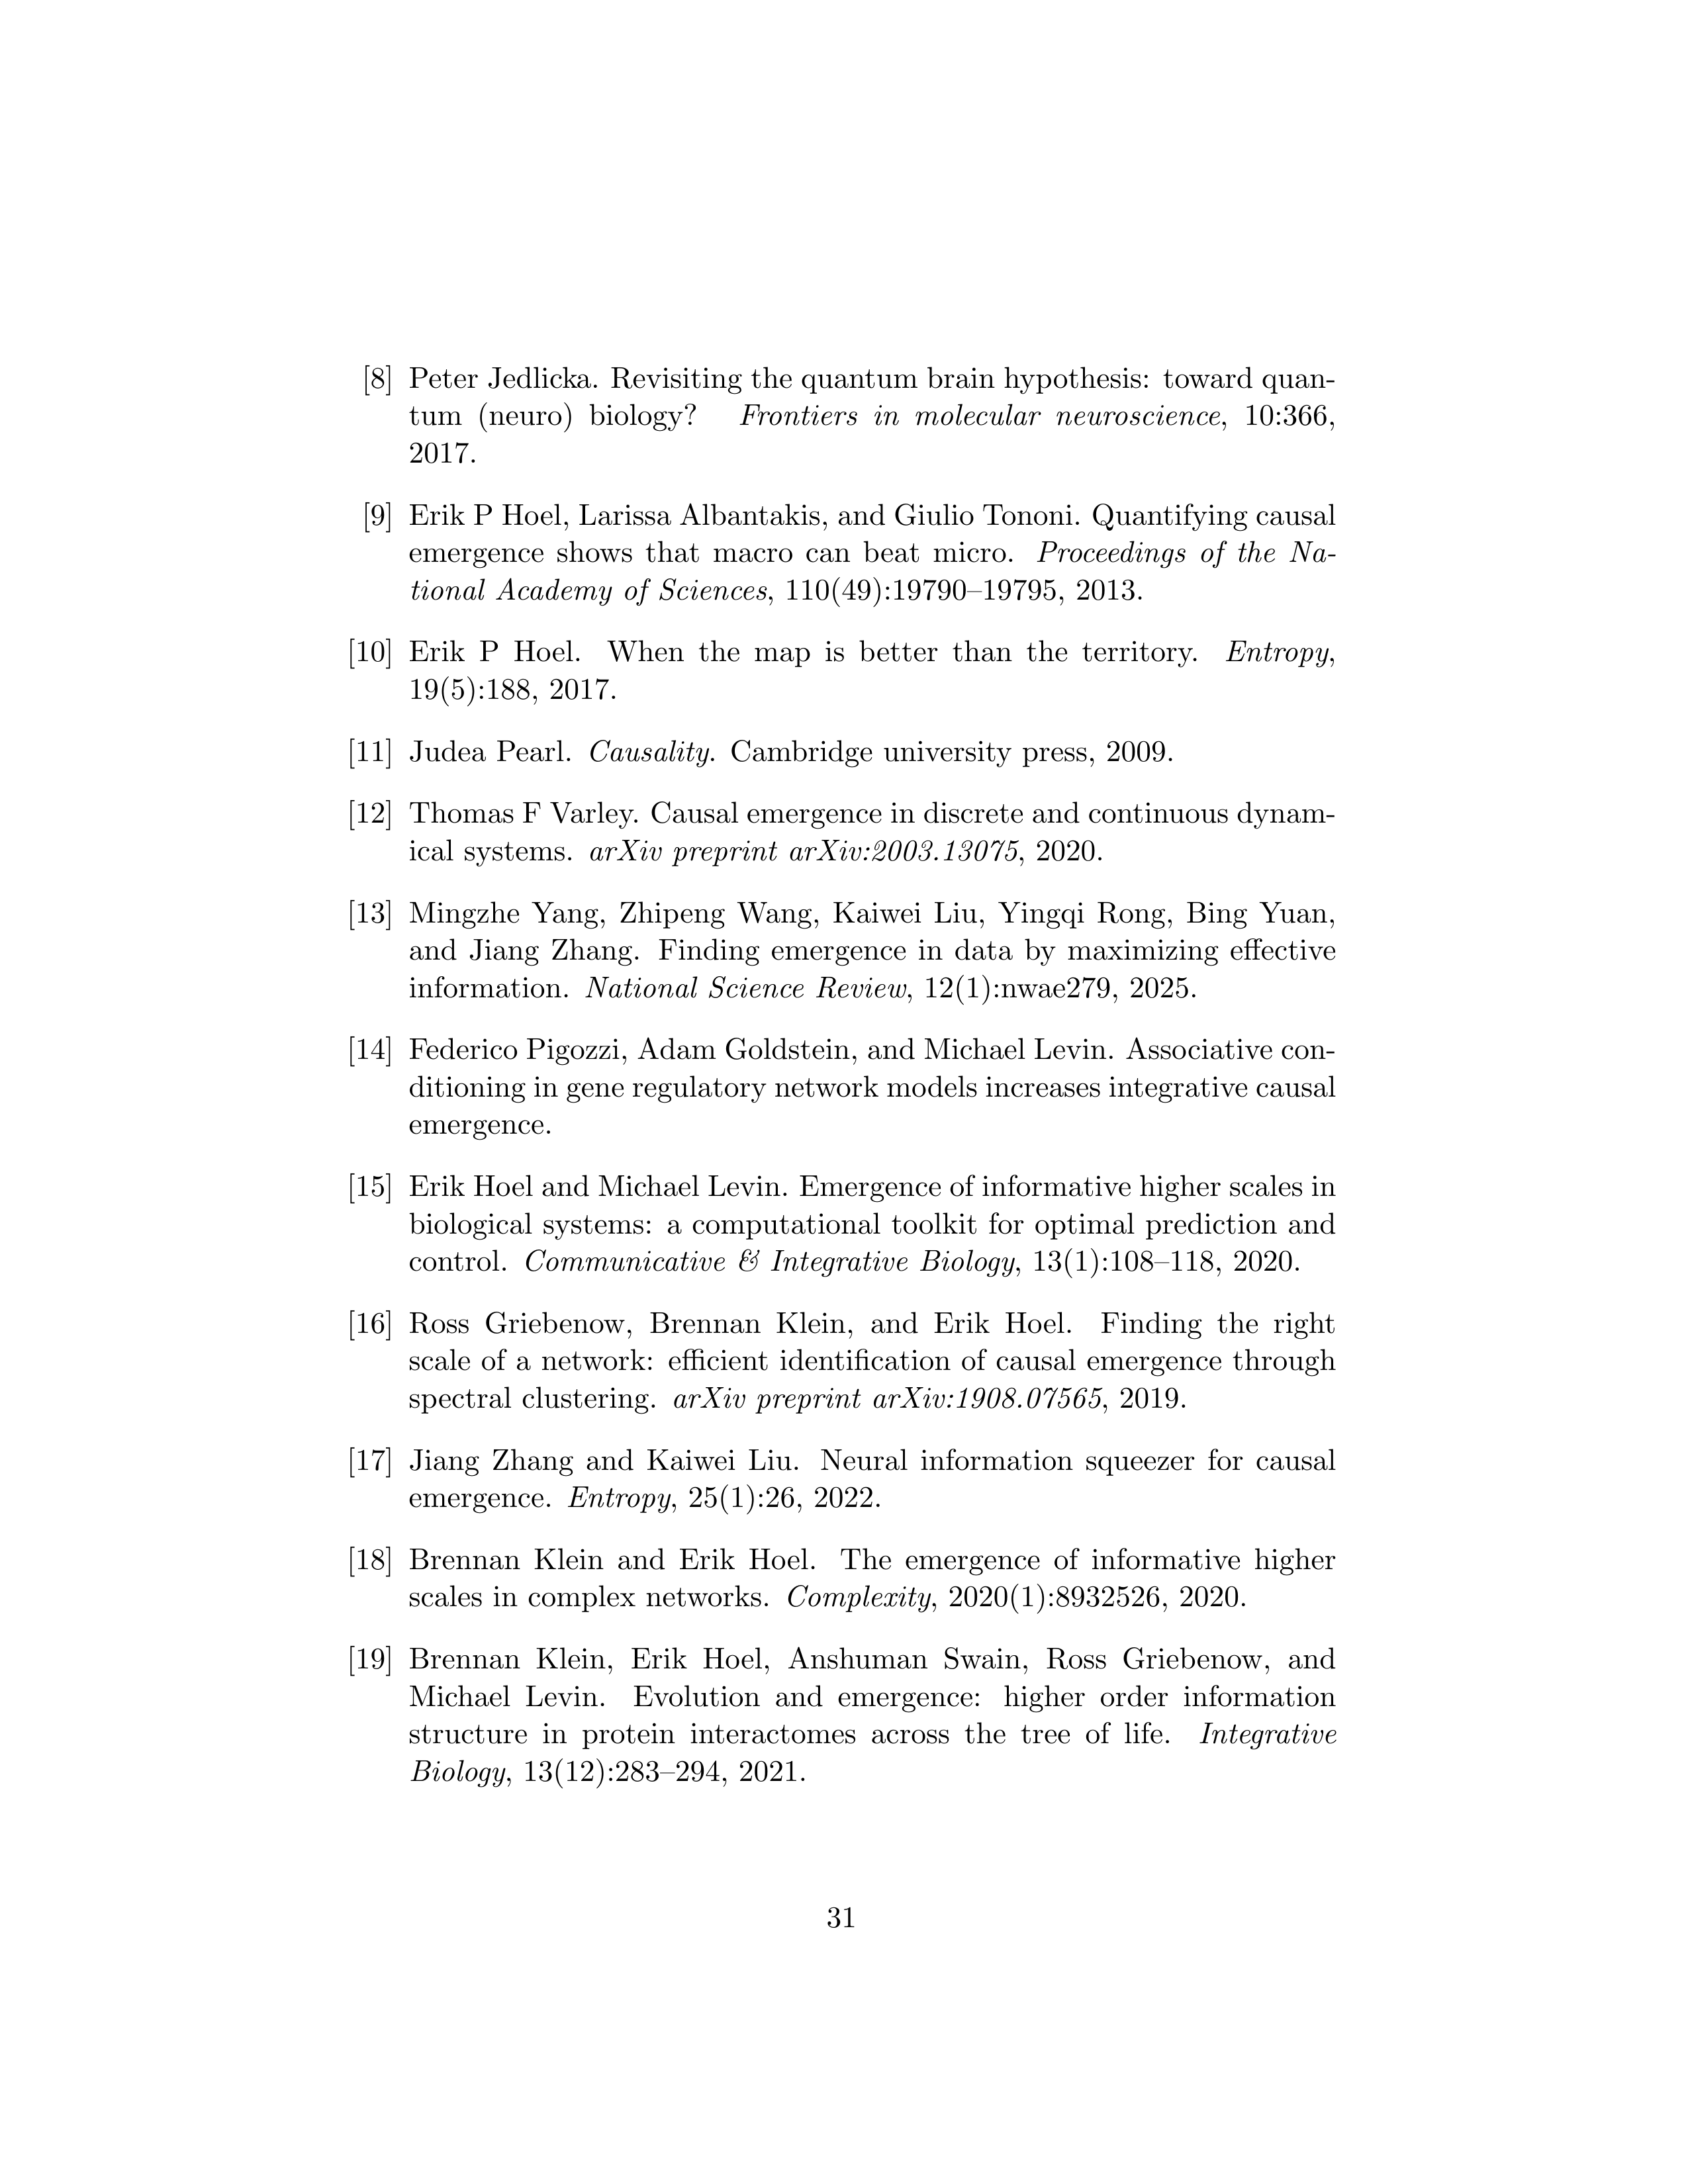 [8] Peter Jedlicka. Revisiting the quantum brain hypothesis: toward quan-
tum (neuro) biology? Frontiers in molecular neuroscience, 10:366,
2017.
[9] Erik P Hoel, Larissa Albantakis, and Giulio Tononi. Quantifying causal
emergence shows that macro can beat micro. Proceedings of the Na-
tional Academy of Sciences, 110(49):19790–19795, 2013.
[10] Erik P Hoel. When the map is better than the territory. Entropy,
19(5):188, 2017.
[11] Judea Pearl. Causality. Cambridge university press, 2009.
[12] Thomas F Varley. Causal emergence in discrete and continuous dynam-
ical systems. arXiv preprint arXiv:2003.13075, 2020.
[13] Mingzhe Yang, Zhipeng Wang, Kaiwei Liu, Yingqi Rong, Bing Yuan,
and Jiang Zhang. Finding emergence in data by maximizing effective
information. National Science Review, 12(1):nwae279, 2025.
[14] Federico Pigozzi, Adam Goldstein, and Michael Levin. Associative con-
ditioning in gene regulatory network models increases integrative causal
emergence.
[15] Erik Hoel and Michael Levin. Emergence of informative higher scales in
biological systems: a computational toolkit for optimal prediction and
control. Communicative & Integrative Biology, 13(1):108–118, 2020.
[16] Ross Griebenow, Brennan Klein, and Erik Hoel. Finding the right
scale of a network: efficient identification of causal emergence through
spectral clustering. arXiv preprint arXiv:1908.07565, 2019.
[17] Jiang Zhang and Kaiwei Liu. Neural information squeezer for causal
emergence. Entropy, 25(1):26, 2022.
[18] Brennan Klein and Erik Hoel. The emergence of informative higher
scales in complex networks. Complexity, 2020(1):8932526, 2020.
[19] Brennan Klein, Erik Hoel, Anshuman Swain, Ross Griebenow, and
Michael Levin. Evolution and emergence: higher order information
structure in protein interactomes across the tree of life. Integrative
Biology, 13(12):283–294, 2021.
31